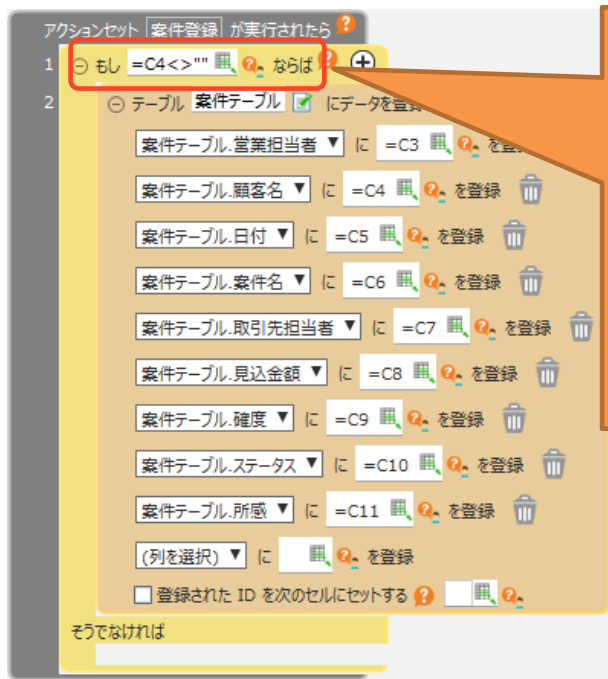 アクションセット 案件登録 が実行されたら ?
1 もし =C4<>"" ? ならば ?
2 テーブル 案件テーブル にデータを登
案件テーブル.営業担当者 ▼ に =C3 ? を登
案件テーブル.顧客名 ▼ に =C4 ? を登録
案件テーブル.日付 ▼ に =C5 ? を登録
案件テーブル.案件名 ▼ に =C6 ? を登録
案件テーブル.取引先担当者 ▼ に =C7 ? を登録
案件テーブル.見込金額 ▼ に =C8 ? を登録
案件テーブル.確度 ▼ に =C9 ? を登録
案件テーブル.ステータス ▼ に =C10 ? を登録
案件テーブル.所感 ▼ に =C11 ? を登録
(列を選択) ▼ に ? を登録
登録された ID を次のセルにセットする ? ?
そうでなければ